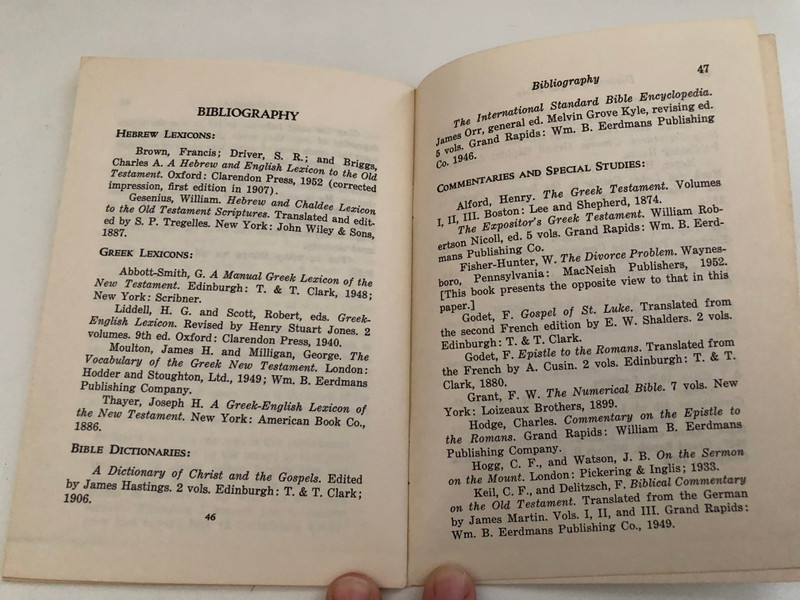 BIBLIOGRAPHY
HEBREW LEXICONS:
Brown, Francis; Driver, S. R.; and Briggs,
Charles A. A Hebrew and English Lexicon to the Old
Testament. Oxford: Clarendon Press, 1952 (corrected
impression, first edition in 1907).
Gesenius, William. Hebrew and Chaldee Lexicon
to the Old Testament Scriptures. Translated and edit-
ed by S. P. Tregelles. New York: John Wiley & Sons,
1887.
GREEK LEXICONS:
Abbott-Smith, G. A Manual Greek Lexicon of the
New Testament. Edinburgh: T. & T. Clark, 1948;
New York: Scribner.
Liddell, H. G. and Scott, Robert, eds. Greek-
English Lexicon. Revised by Henry Stuart Jones. 2
volumes. 9th ed. Oxford: Clarendon Press, 1940.
Moulton, James H. and Milligan, George. The
Vocabulary of the Greek New Testament. London:
Hodder and Stoughton, Ltd., 1949; Wm. B. Eerdmans
Publishing Company.
Thayer, Joseph H. A Greek-English Lexicon of
the New Testament. New York: American Book Co.,
1886.
BIBLE DICTIONARIES:
A Dictionary of Christ and the Gospels. Edited
by James Hastings. 2 vols. Edinburgh: T. & T. Clark;
1906.
46
Bibliography 47
The International Standard Bible Encyclopedia.
James Orr, general ed. Melvin Grove Kyle, revising ed.
5 vols. Grand Rapids: Wm. B. Eerdmans Publishing
Co. 1946.
COMMENTARIES AND SPECIAL STUDIES:
Alford, Henry. The Greek Testament. Volumes
I, II, III. Boston: Lee and Shepherd, 1874.
The Expositor's Greek Testament. William Rob-
ertson Nicoll, ed. 5 vols. Grand Rapids: Wm. B. Eerd-
mans Publishing Co.
Fisher-Hunter, W. The Divorce Problem. Waynes-
boro, Pennsylvania: MacNeish Publishers, 1952.
[This book presents the opposite view to that in this
paper.]
Godet, F. Gospel of St. Luke. Translated from
the second French edition by E. W. Shalders. 2 vols.
Edinburgh: T. & T. Clark.
Godet, F. Epistle to the Romans. Translated from
the French by A. Cusin. 2 vols. Edinburgh: T. & T.
Clark, 1880.
Grant, F. W. The Numerical Bible. 7 vols. New
York: Loizeaux Brothers, 1899.
Hodge, Charles. Commentary on the Epistle to
the Romans. Grand Rapids: William B. Eerdmans
Publishing Company.
Hogg, C. F., and Watson, J. B. On the Sermon
on the Mount. London: Pickering & Inglis; 1933.
Keil, C. F., and Delitzsch, F. Biblical Commentary
on the Old Testament. Translated from the German
by James Martin. Vols. I, II, and III. Grand Rapids:
Wm. B. Eerdmans Publishing Co., 1949.